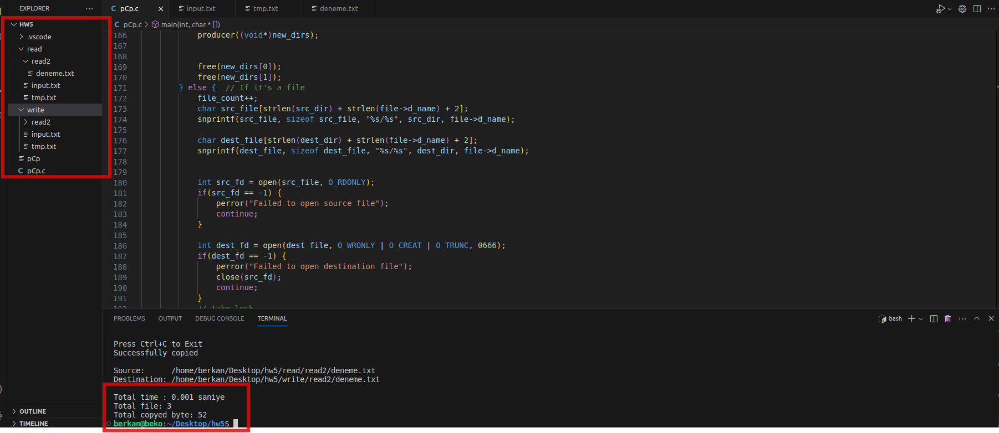 EXPLORER ...
HW5
.vscode
read
read2
deneme.txt
input.txt
tmp.txt
write
read2
input.txt
tmp.txt
pCp
C pCp.c
OUTLINE
TIMELINE
C pCp.c input.txt tmp.txt deneme.txt
C pCp.c > main(int, char * [])
166 producer((void*)new_dirs);
167
168
169 free(new_dirs[0]);
170 free(new_dirs[1]);
171 } else { // If it's a file
172 file_count++;
173 char src_file[strlen(src_dir) + strlen(file->d_name) + 2];
174 snprintf(src_file, sizeof src_file, "%s/%s", src_dir, file->d_name);
175
176 char dest_file[strlen(dest_dir) + strlen(file->d_name) + 2];
177 snprintf(dest_file, sizeof dest_file, "%s/%s", dest_dir, file->d_name);
178
179
180 int src_fd = open(src_file, O_RDONLY);
181 if(src_fd == -1) {
182 perror("Failed to open source file");
183 continue;
184 }
185
186 int dest_fd = open(dest_file, O_WRONLY | O_CREAT | O_TRUNC, 0666);
187 if(dest_fd == -1) {
188 perror("Failed to open destination file");
189 close(src_fd);
190 continue;
191 }
192 // take lock
PROBLEMS OUTPUT DEBUG CONSOLE TERMINAL bash
Press Ctrl+C to Exit
Successfully copied
Source: /home/berkan/Desktop/hw5/read/read2/deneme.txt
Destination: /home/berkan/Desktop/hw5/write/read2/deneme.txt
Total time : 0.001 saniye
Total file: 3
Total copyed byte: 52
berkan@beko:~/Desktop/hw5$